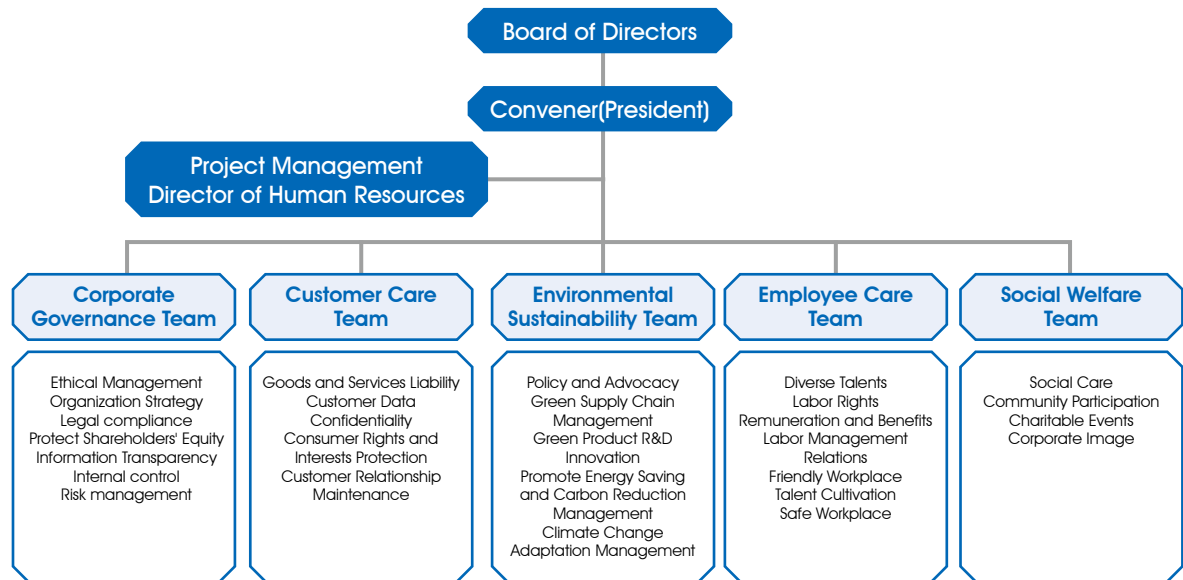 Board of Directors
Convener(President)
Project Management
Director of Human Resources
Corporate
Governance Team
Customer Care
Team
Environmental
Sustainability Team
Employee Care
Team
Social Welfare
Team
Ethical Management
Organization Strategy
Legal compliance
Protect Shareholders' Equity
Information Transparency
Internal control
Risk management
Goods and Services Liability
Customer Data
Confidentiality
Consumer Rights and
Interests Protection
Customer Relationship
Maintenance
Policy and Advocacy
Green Supply Chain
Management
Green Product R&D
Innovation
Promote Energy Saving
and Carbon Reduction
Management
Climate Change
Adaptation Management
Diverse Talents
Labor Rights
Remuneration and Benefits
Labor Management
Relations
Friendly Workplace
Talent Cultivation
Safe Workplace
Social Care
Community Participation
Charitable Events
Corporate Image